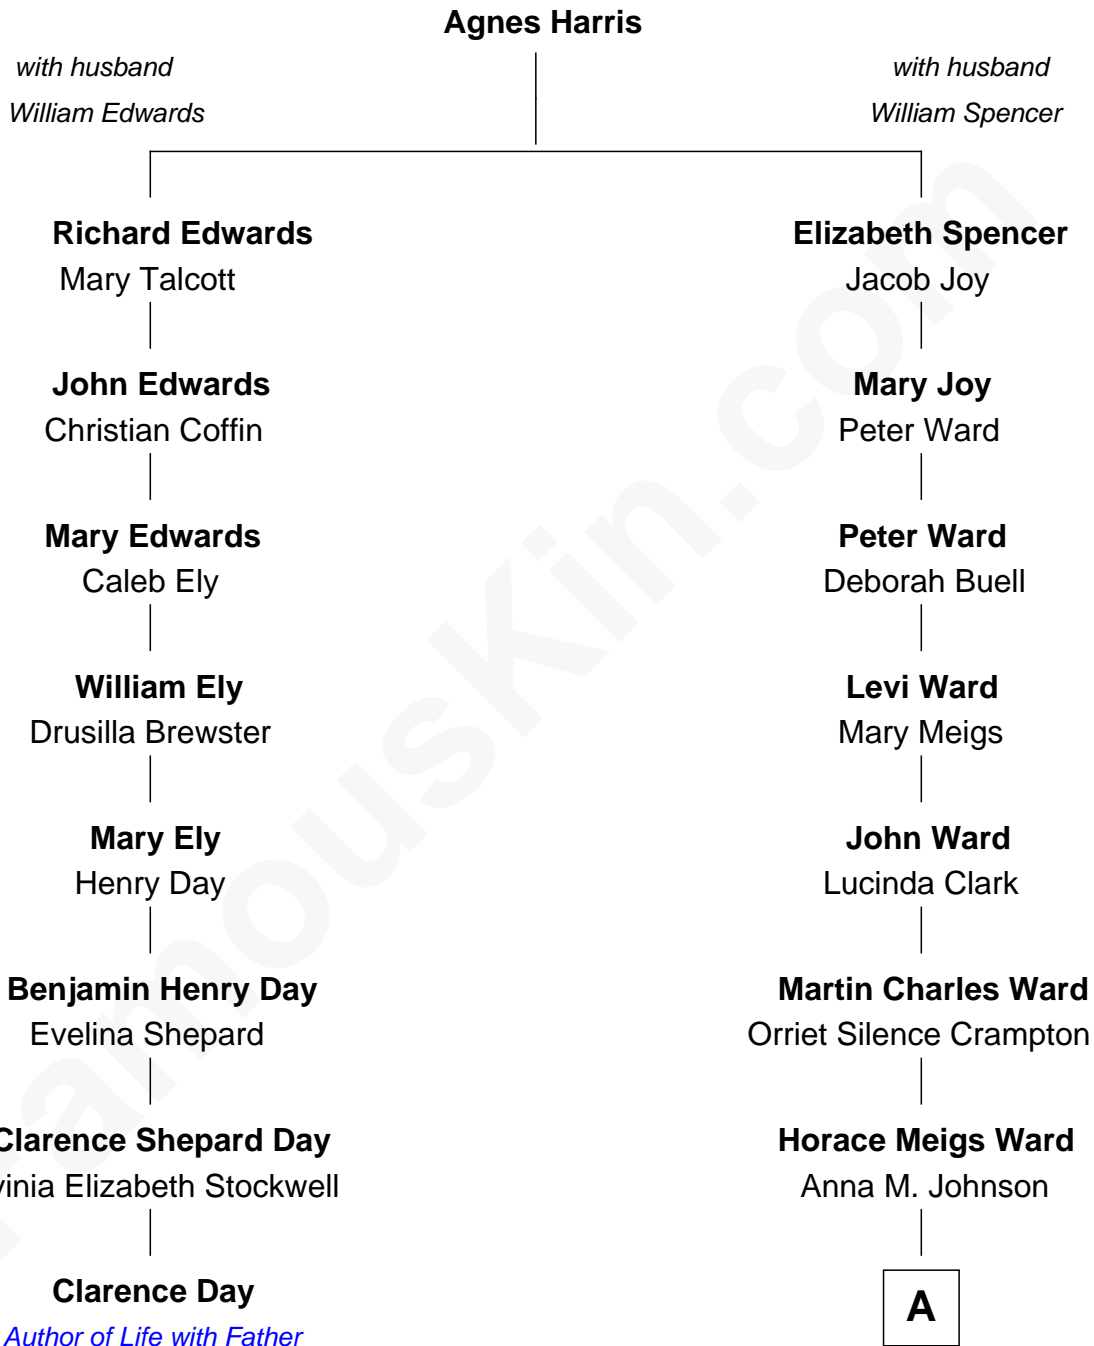 Agnes Harris
with husband
William Edwards
with husband
William Spencer
Richard Edwards
Mary Talcott
Elizabeth Spencer
Jacob Joy
John Edwards
Christian Coffin
Mary Joy
Peter Ward
Mary Edwards
Caleb Ely
Peter Ward
Deborah Buell
William Ely
Drusilla Brewster
Levi Ward
Mary Meigs
Mary Ely
Henry Day
John Ward
Lucinda Clark
Benjamin Henry Day
Evelina Shepard
Martin Charles Ward
Orriet Silence Crampton
Clarence Shepard Day
vinia Elizabeth Stockwell
Horace Meigs Ward
Anna M. Johnson
Clarence Day
Author of Life with Father
A
FamousKin.com